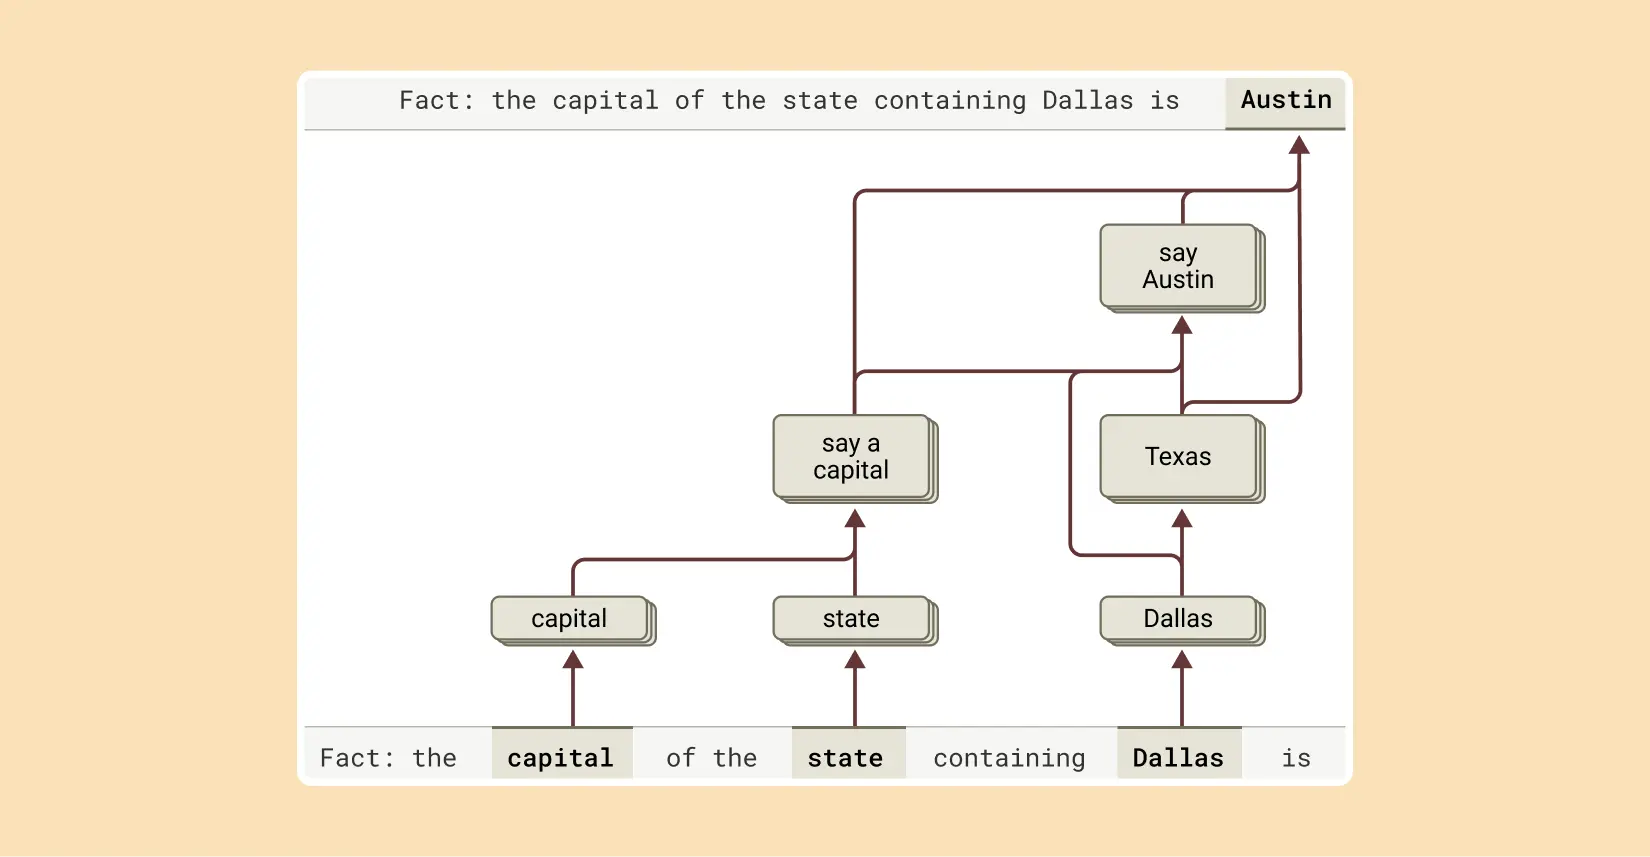 Fact: the capital of the state containing Dallas is Austin
say
Austin
say a
capital
Texas
capital
state
Dallas
Fact: the capital of the state containing Dallas is